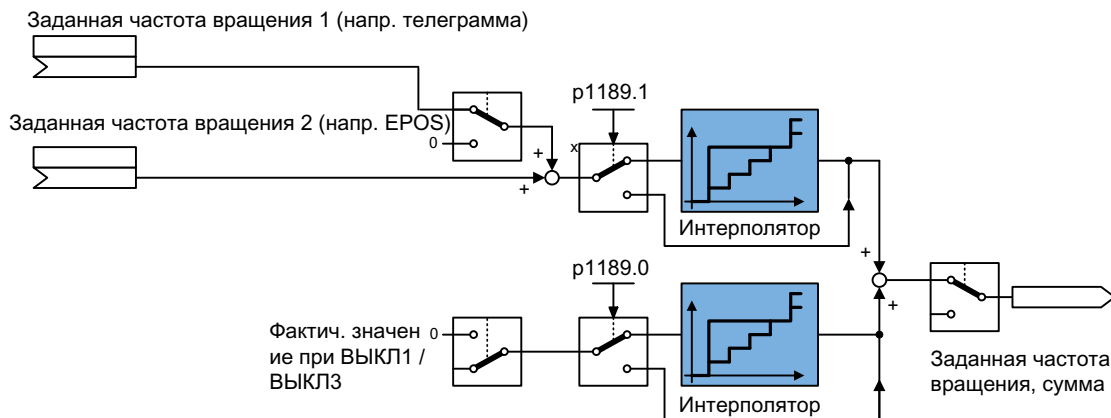 Заданная частота вращения 1 (напр. телеграмма)
p1189.1
Заданная частота вращения 2 (напр. EPOS)
0
+
x
+
Интерполятор
p1189.0
+
+
Фактич. значен
ие при ВЫКЛ1 /
ВЫКЛ3
0
Интерполятор
Заданная частота
вращения, сумма